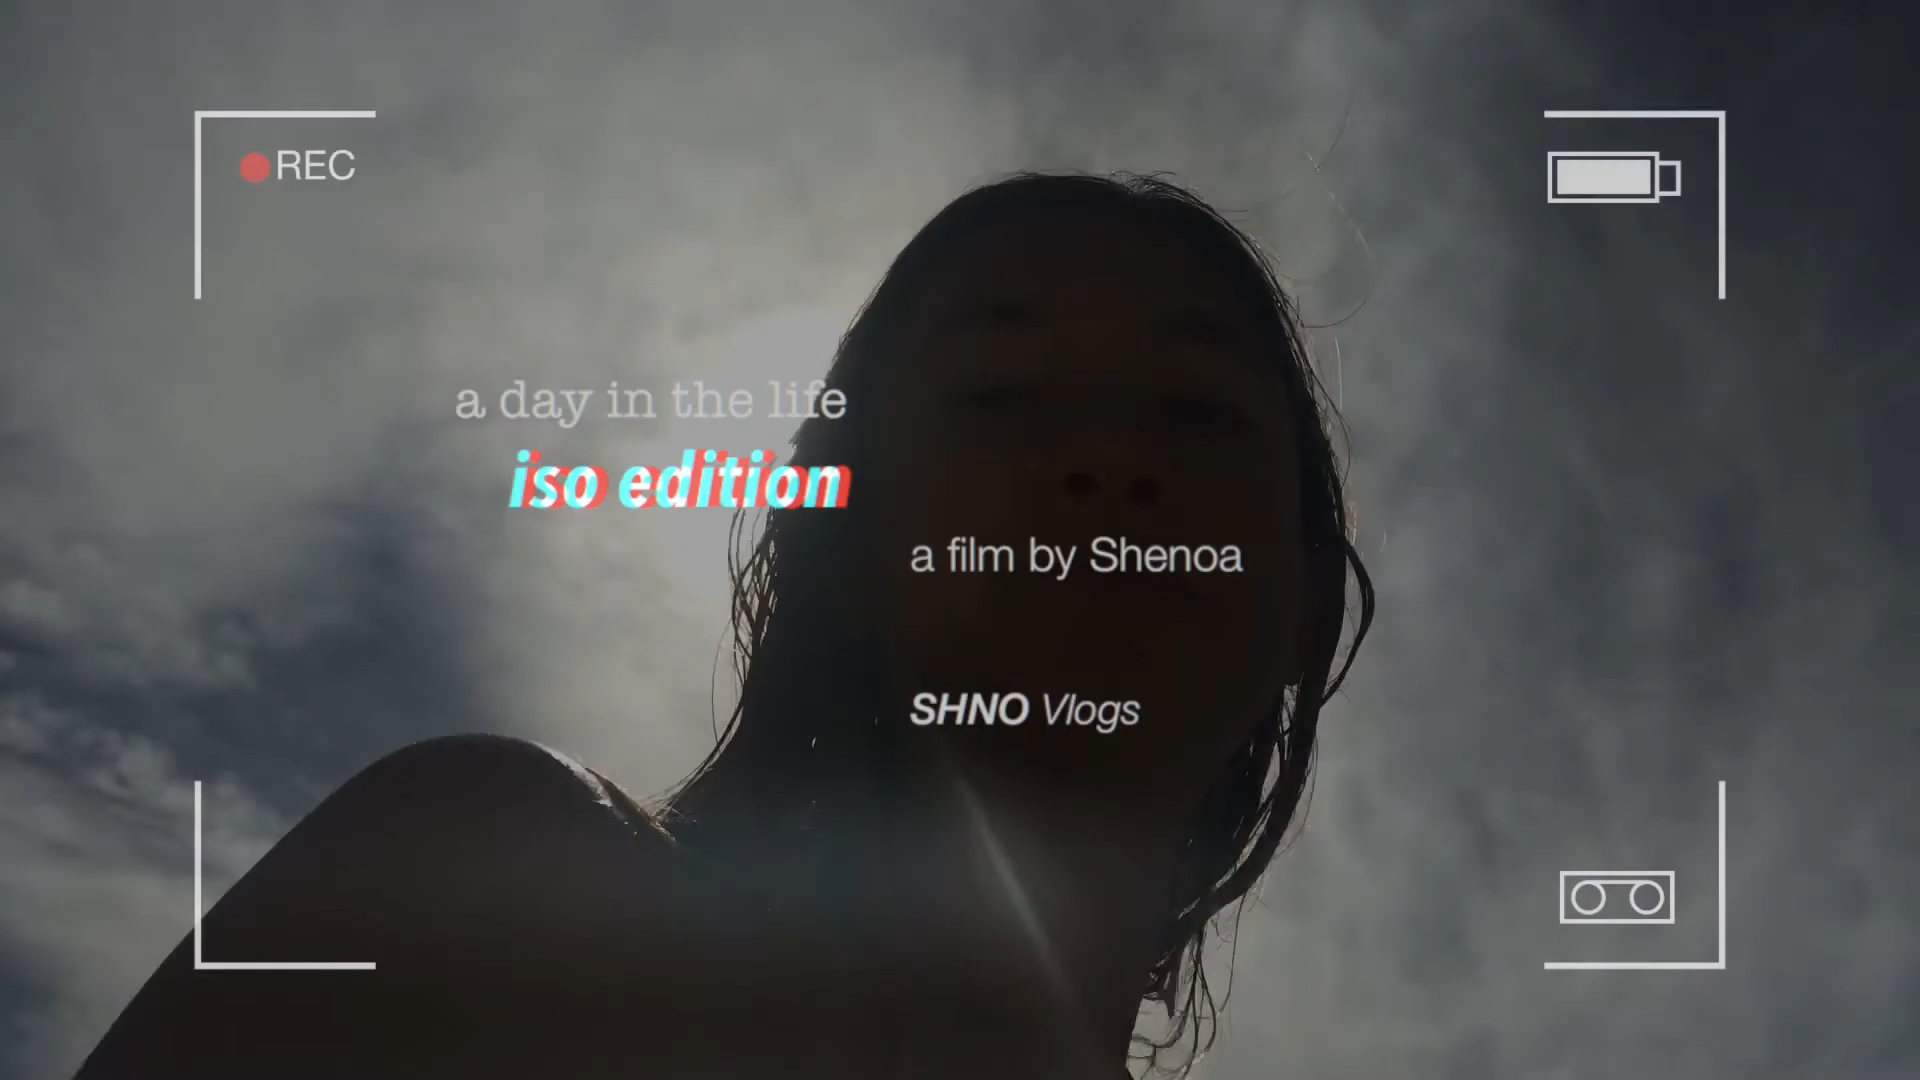 REC
a day in the life
iso edition
a film by Shenoa
SHNO Vlogs